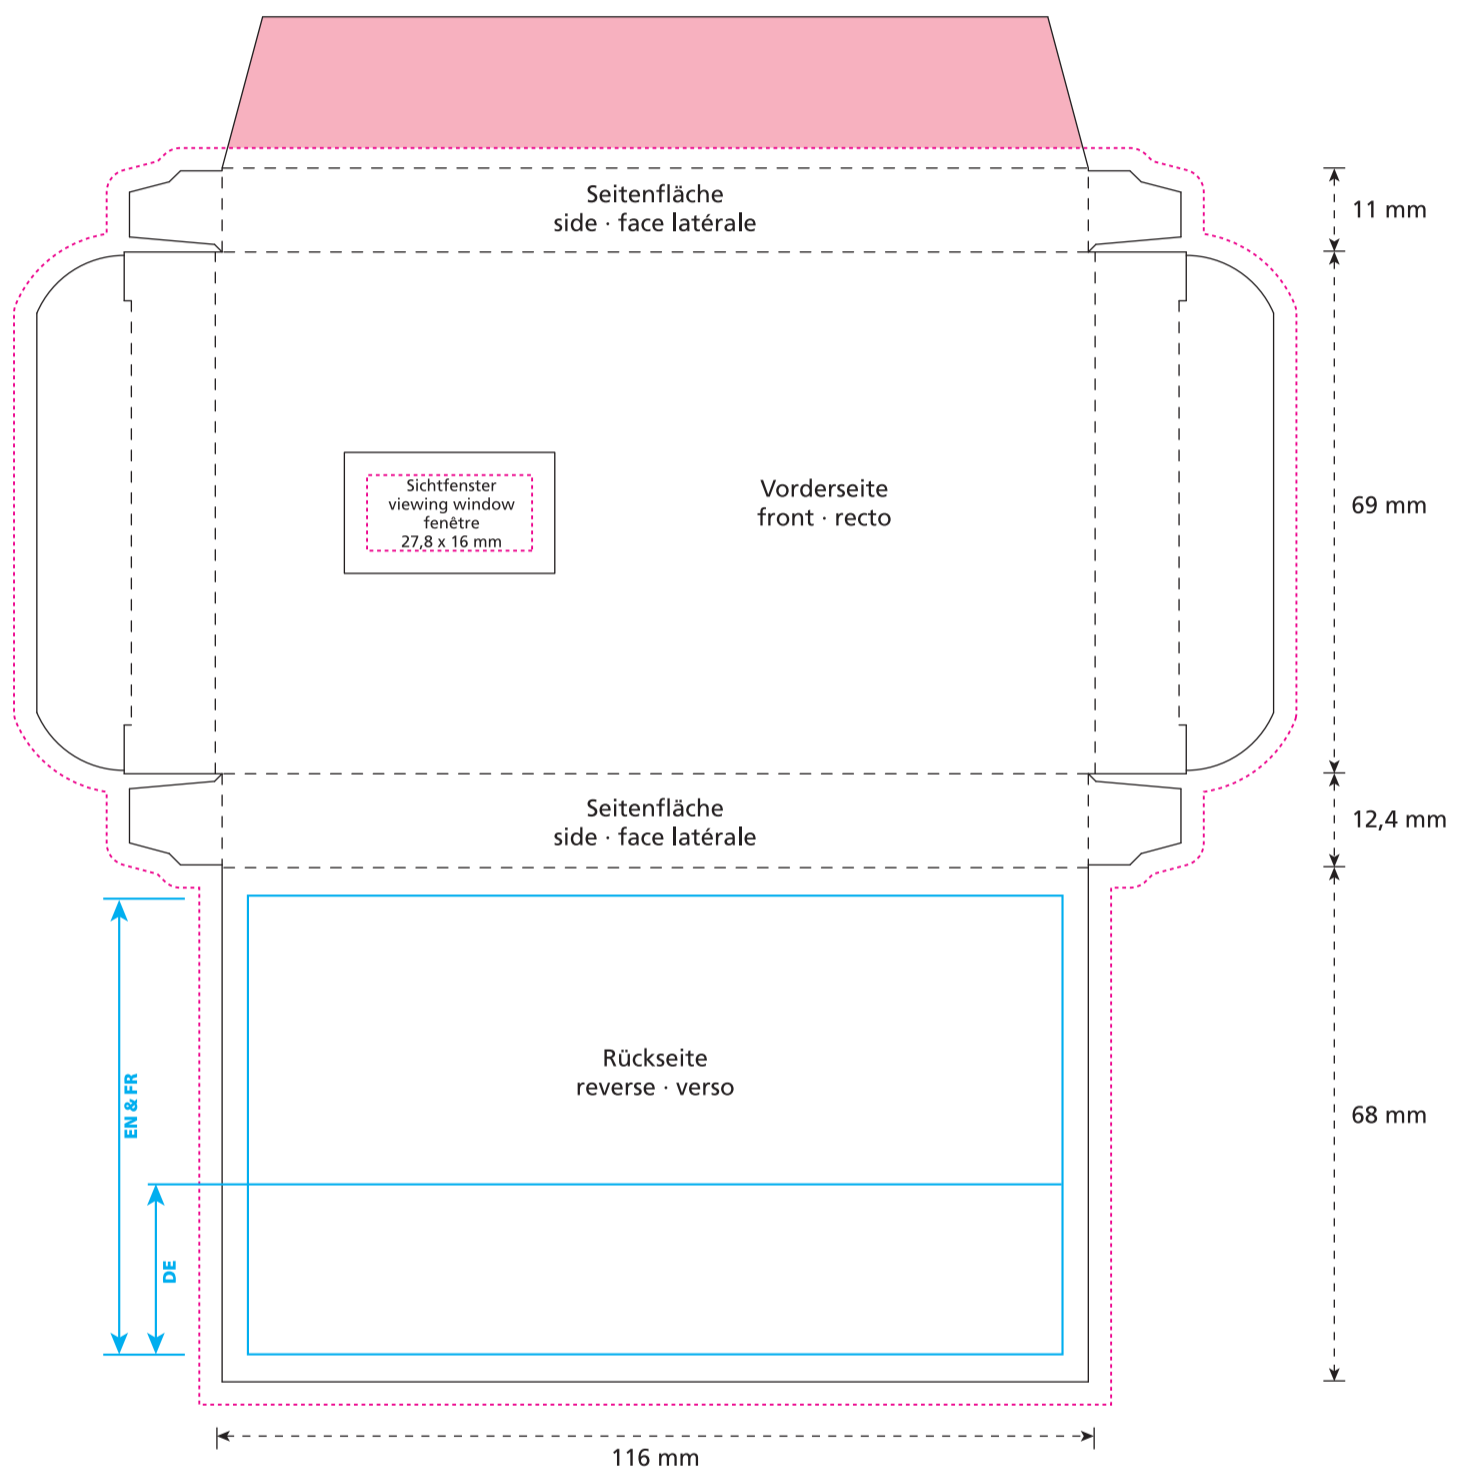 Seitenfläche
side · face latérale
11 mm
Sichtfenster
viewing window
fenêtre
27,8 x 16 mm
Vorderseite
front · recto
69 mm
Seitenfläche
side · face latérale
12,4 mm
EN & FR
Rückseite
reverse · verso
68 mm
DE
116 mm